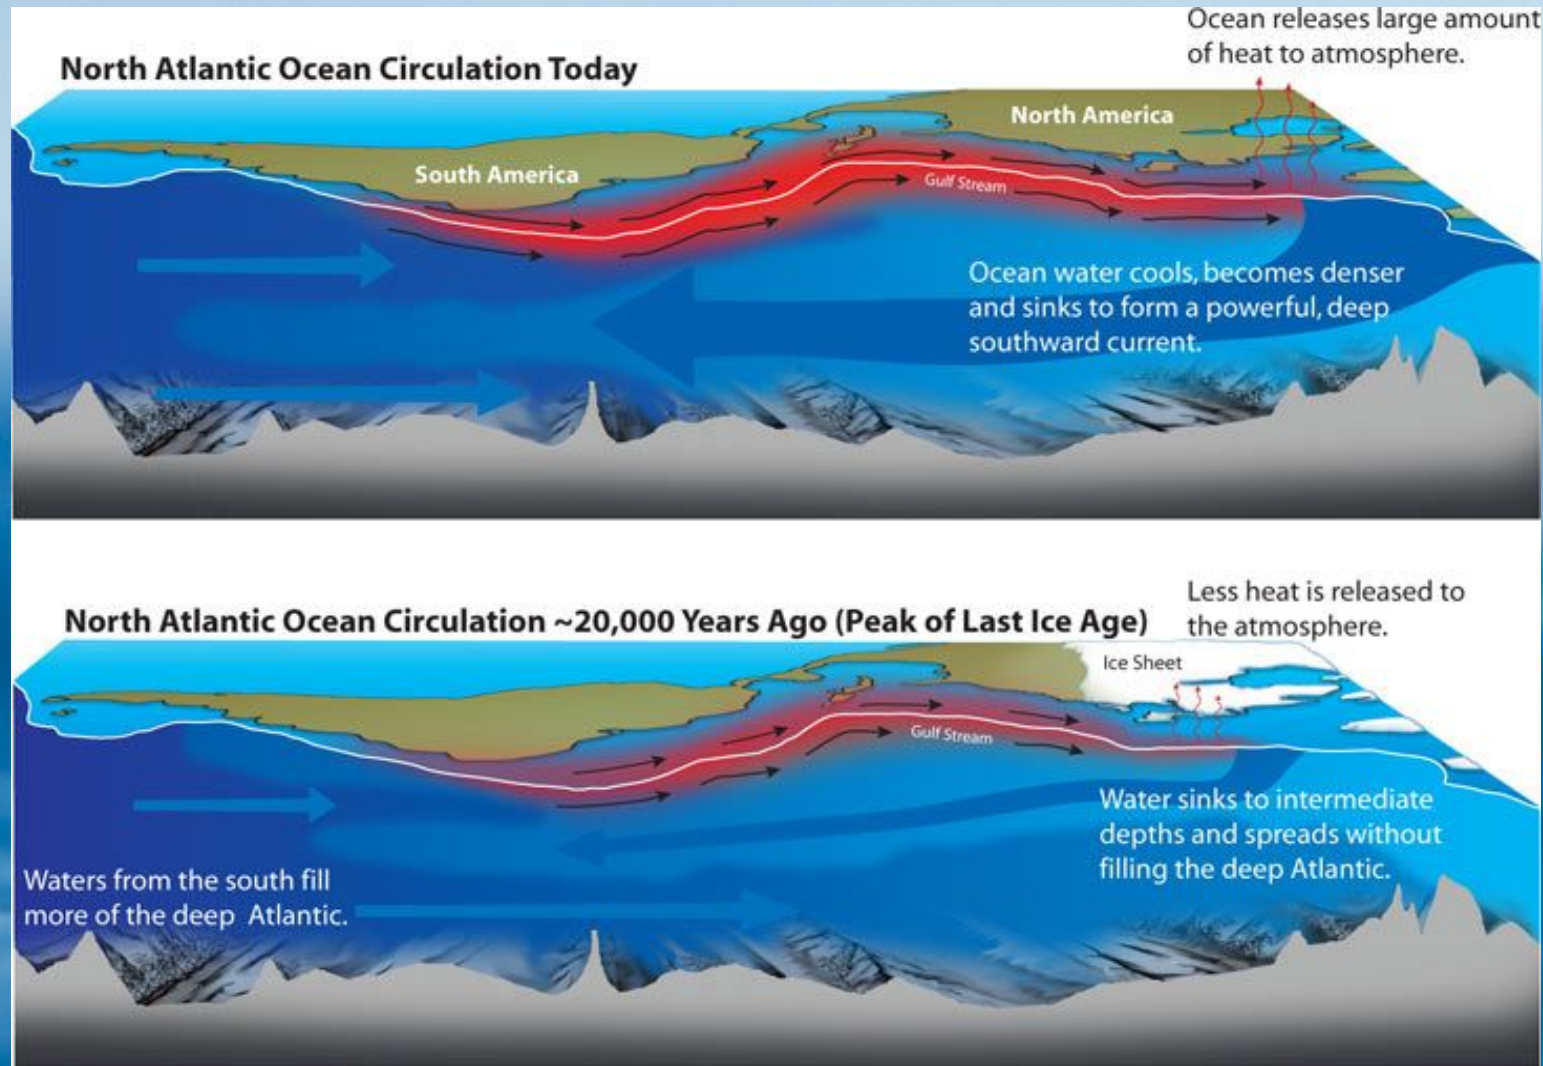 Ocean releases large amount
of heat to atmosphere.
North Atlantic Ocean Circulation Today
North America
South America
Gulf Stream
Ocean water cools, becomes denser
and sinks to form a powerful, deep
southward current.
Less heat is released to
the atmosphere.
North Atlantic Ocean Circulation ~20,000 Years Ago (Peak of Last Ice Age)
Ice Sheet
Gulf Stream
Water sinks to intermediate
depths and spreads without
filling the deep Atlantic.
Waters from the south fill
more of the deep Atlantic.